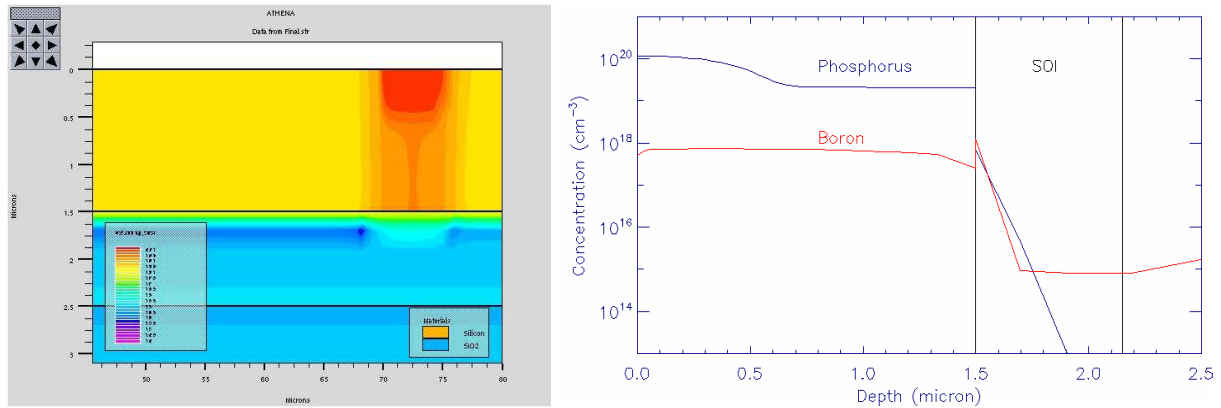 ATHENA
Data from Final.str
0
0.5
1
1.5
2
2.5
3
Microns
Materials
Silicon
SiO2
50
55
60
65
70
75
80
Microns
Phosphorus
SOI
Boron
10^20
10^18
10^16
10^14
Concentration (cm^-3)
0.0
0.5
1.0
1.5
2.0
2.5
Depth (micron)